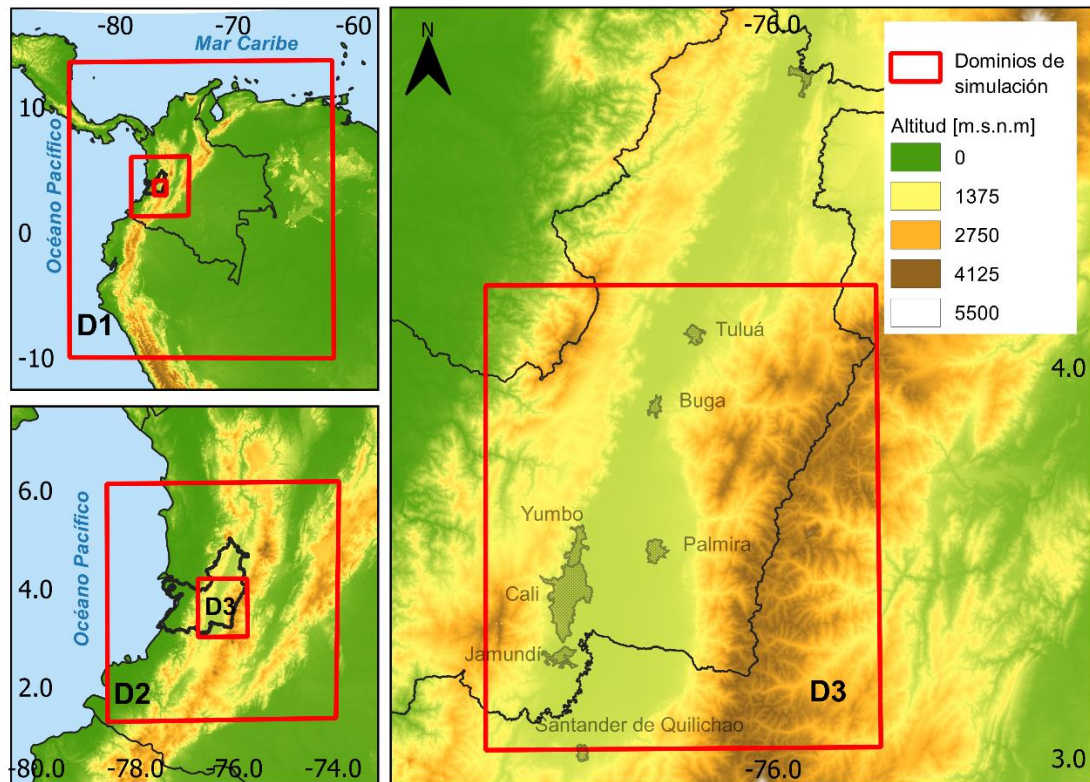 -80
-70
-60
Mar Caribe
10
0
-10
Océano Pacífico
D1
6.0
4.0
2.0
Océano Pacífico
D3
D2
-80.0
-78.0
-76.0
-74.0
-76.0
N
Dominios de
simulación
Altitud [m.s.n.m]
0
1375
2750
4125
5500
Tuluá
4.0
Buga
Yumbo
Palmira
Cali
Jamundí
D3
Santander de Quilichao
-76.0
3.0